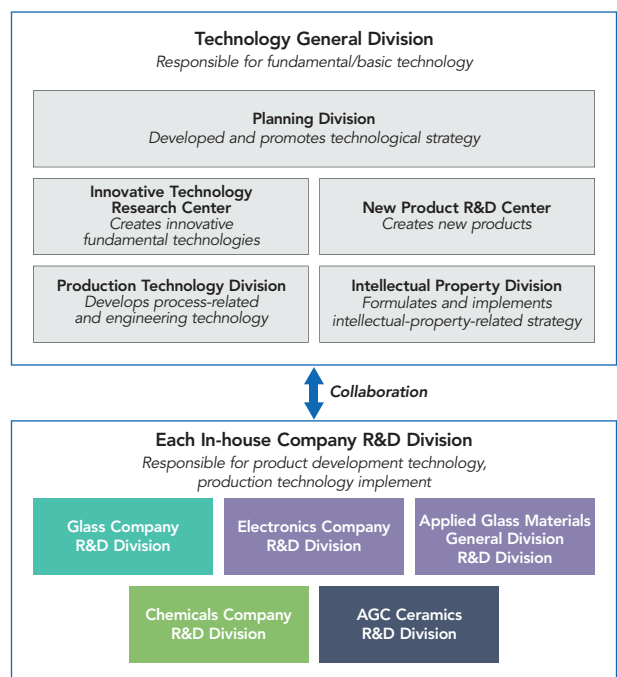 Technology General Division
Responsible for fundamental/basic technology
Planning Division
Developed and promotes technological strategy
Innovative Technology
Research Center
Creates innovative
fundamental technologies
New Product R&D Center
Creates new products
Production Technology Division
Develops process-related
and engineering technology
Intellectual Property Division
Formulates and implements
intellectual-property-related strategy
Collaboration
Each In-house Company R&D Division
Responsible for product development technology,
production technology implement
Glass Company
R&D Division
Electronics Company
R&D Division
Applied Glass Materials
General Division
R&D Division
Chemicals Company
R&D Division
AGC Ceramics
R&D Division